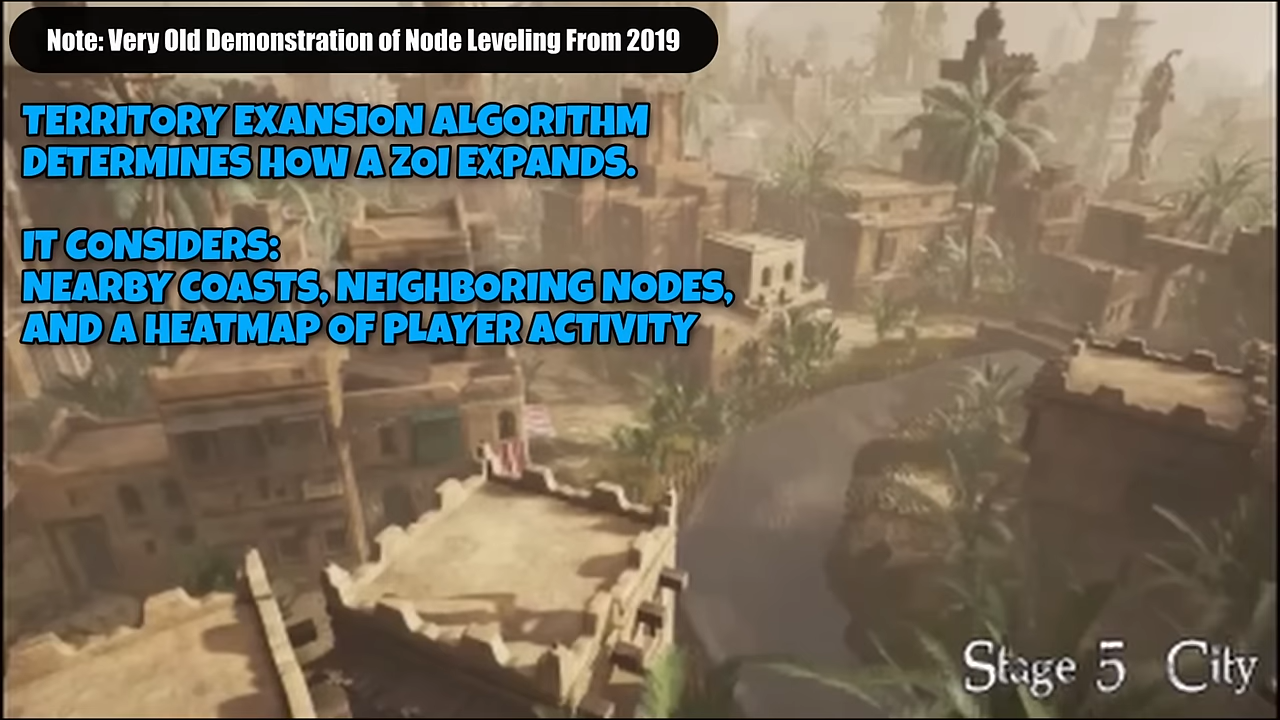 Note: Very Old Demonstration of Node Leveling From 2019
TERRITORY EXANSION ALGORITHM
DETERMINES HOW A ZOI EXPANDS.
IT CONSIDERS:
NEARBY COASTS, NEIGHBORING NODES,
AND A HEATMAP OF PLAYER ACTIVITY
Stage 5 City